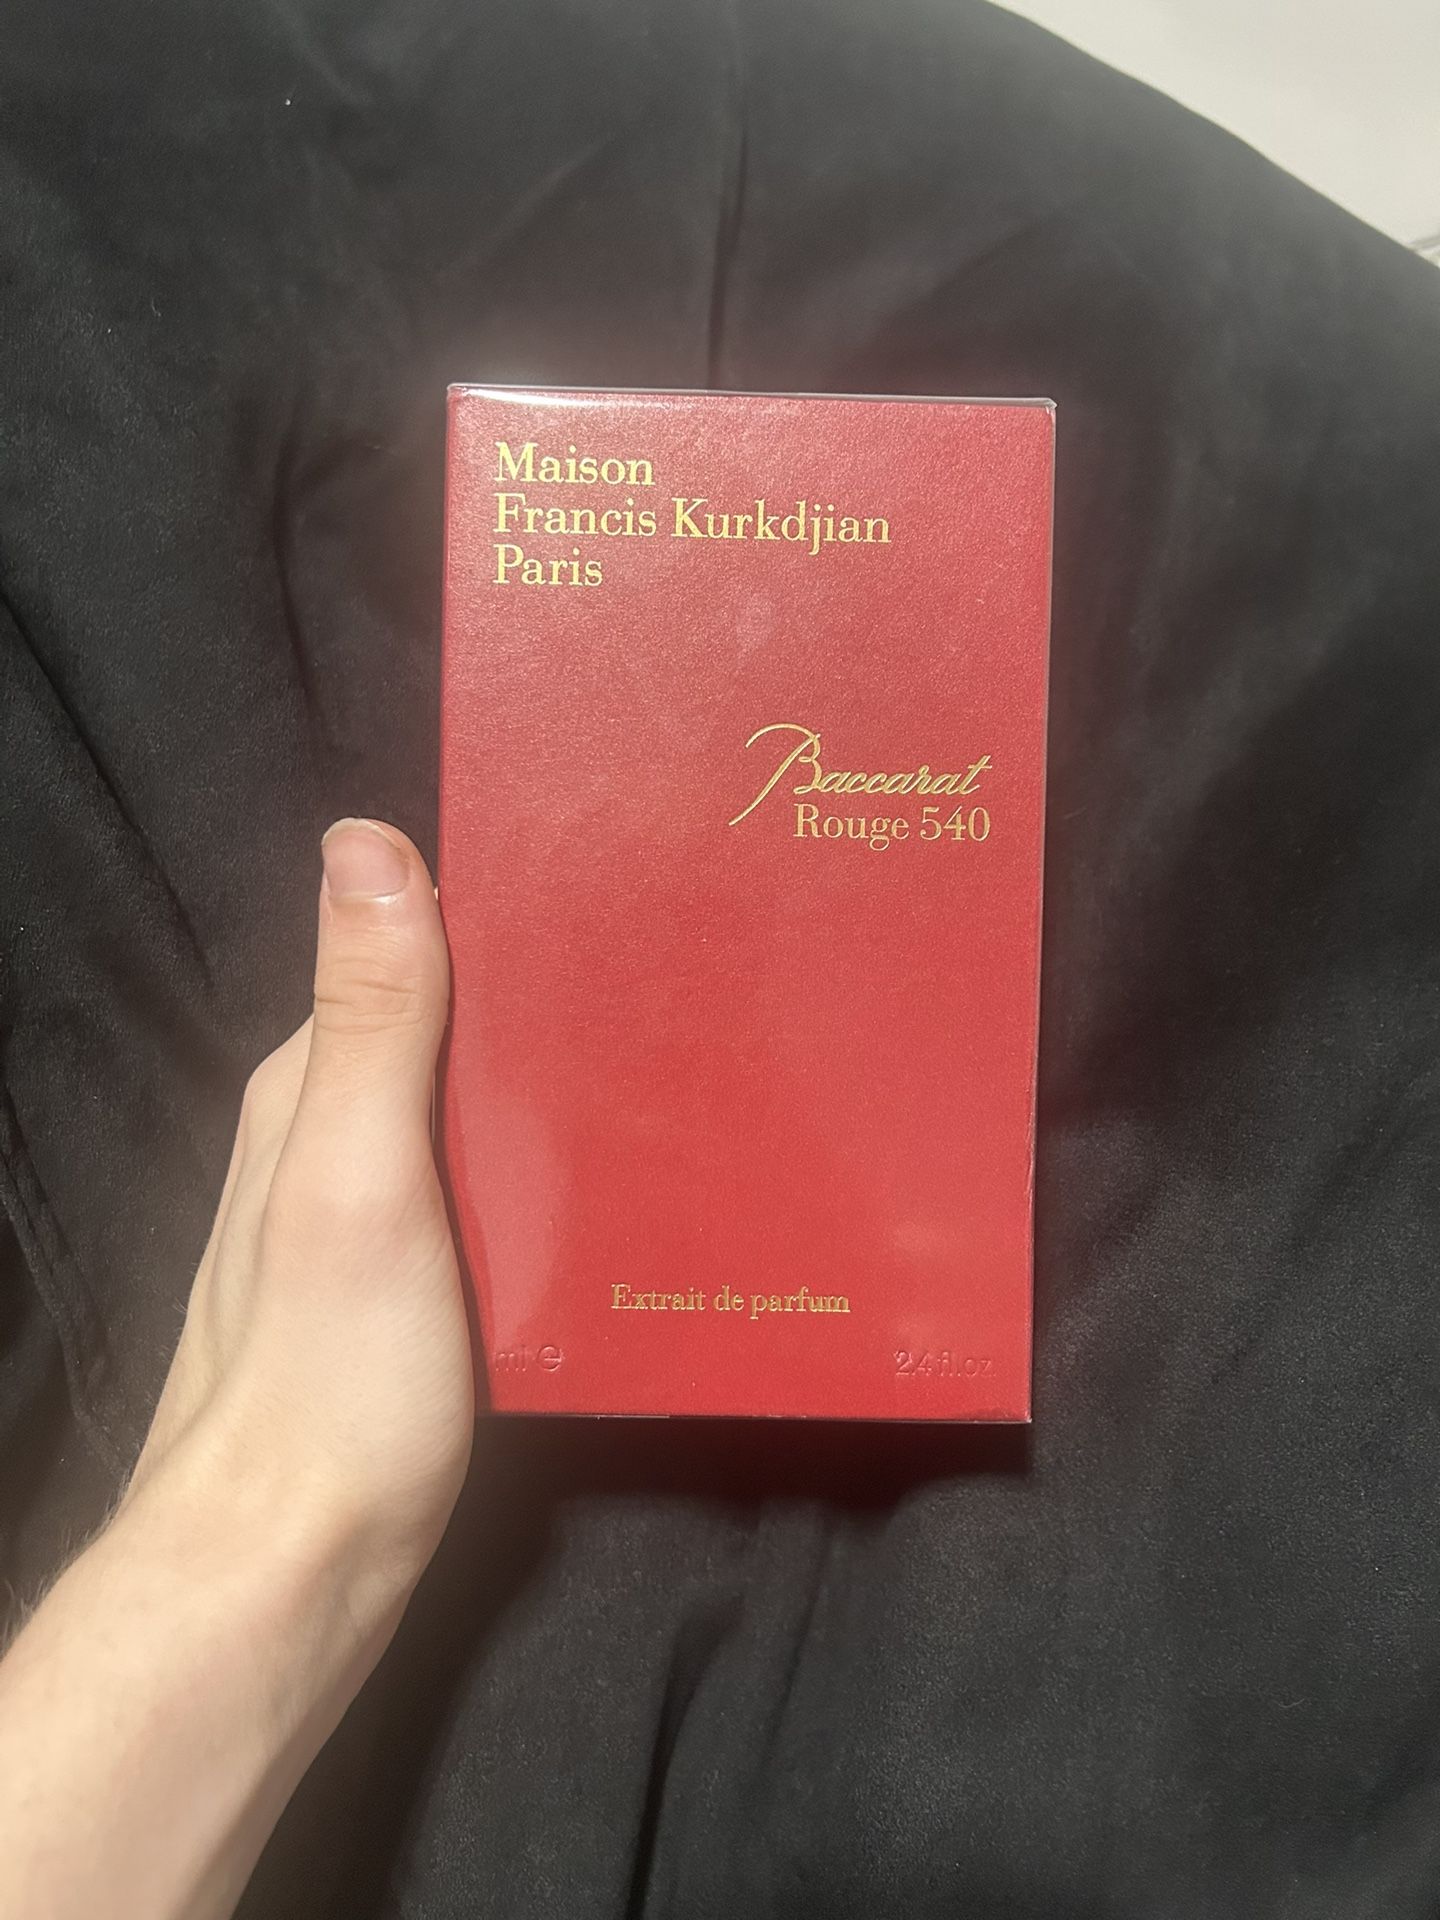 Maison
Francis Kurkdjian
Paris
Baccarat
Rouge 540
Extrait de parfum
ml ℮ 2.4 fl.oz.